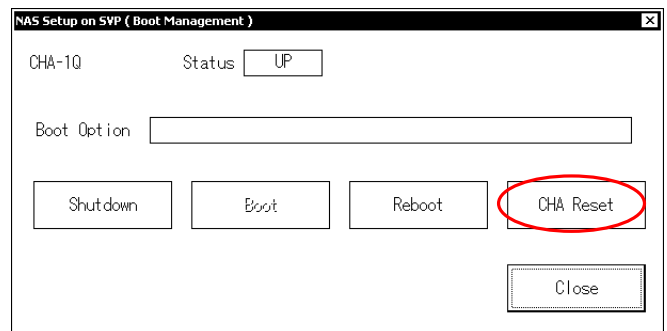 NAS Setup on SVP ( Boot Management )
CHA-1Q Status UP
Boot Option
Shutdown Boot Reboot CHA Reset
Close